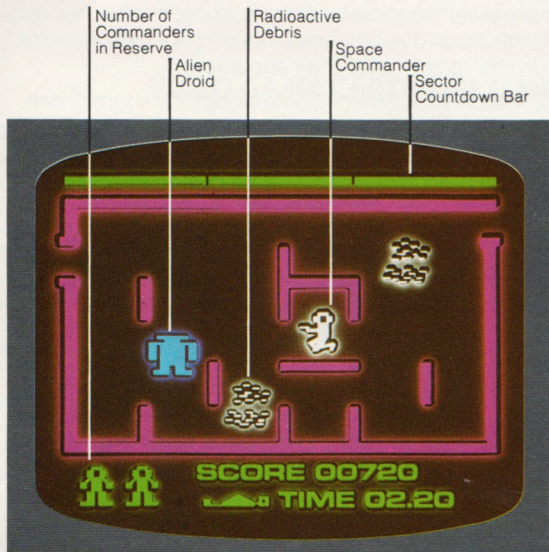 Number of
Commanders
in Reserve
Alien
Droid
Radioactive
Debris
Space
Commander
Sector
Countdown Bar
SCORE 00720
TIME 02.20